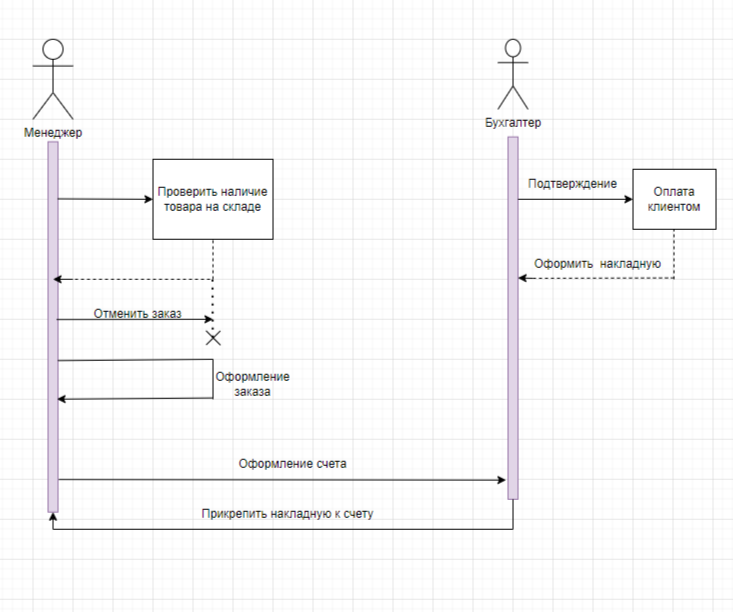 Менеджер
Бухгалтер
Проверить наличие
товара на складе
Подтверждение
Оплата
клиентом
Оформить накладную
Отменить заказ
Оформление
заказа
Оформление счета
Прикрепить накладную к счету